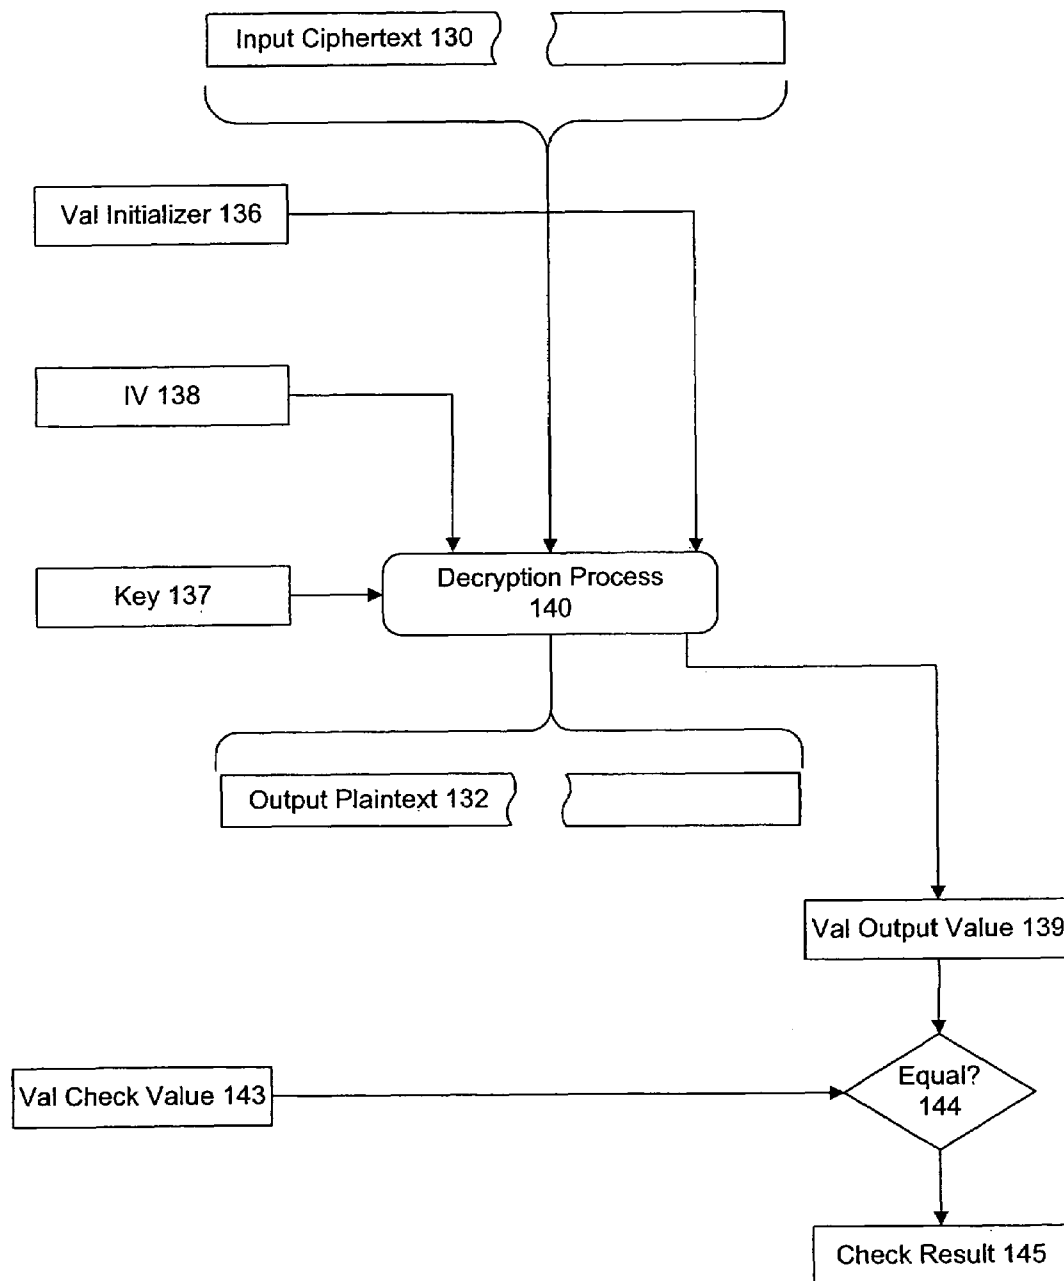 Input Ciphertext 130
Val Initializer 136
IV 138
Key 137
Decryption Process
140
Output Plaintext 132
Val Output Value 139
Val Check Value 143
Equal?
144
Check Result 145